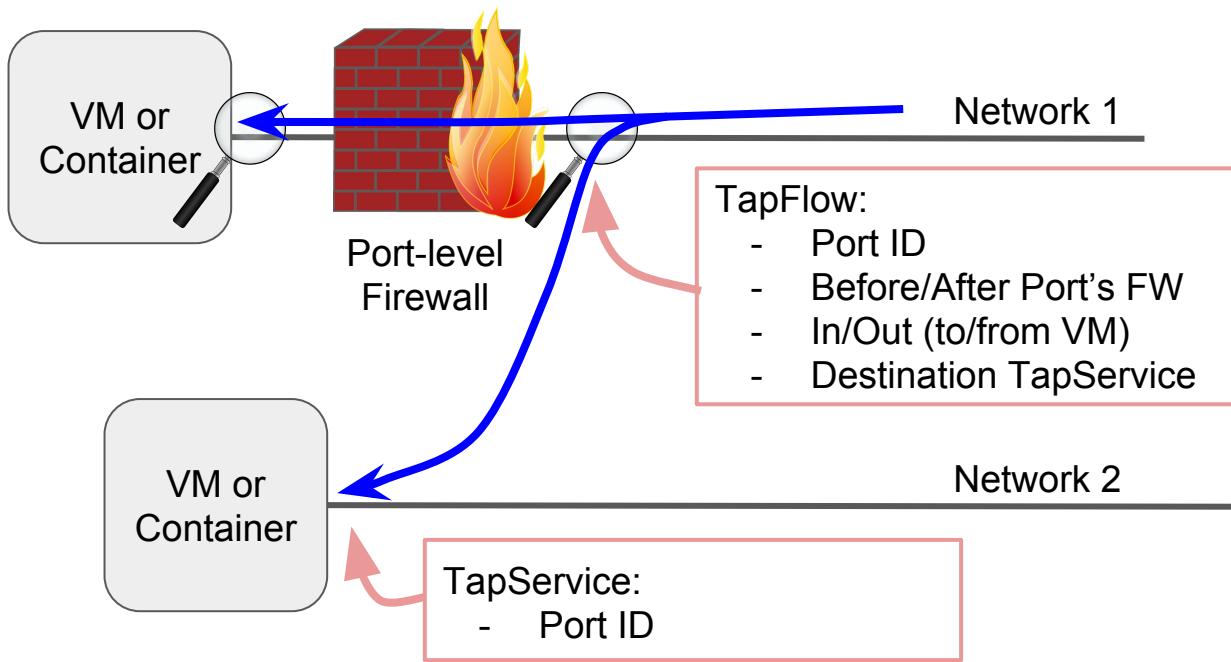 VM or
Container
Network 1
Port-level
Firewall
TapFlow:
- Port ID
- Before/After Port's FW
- In/Out (to/from VM)
- Destination TapService
VM or
Container
Network 2
TapService:
- Port ID